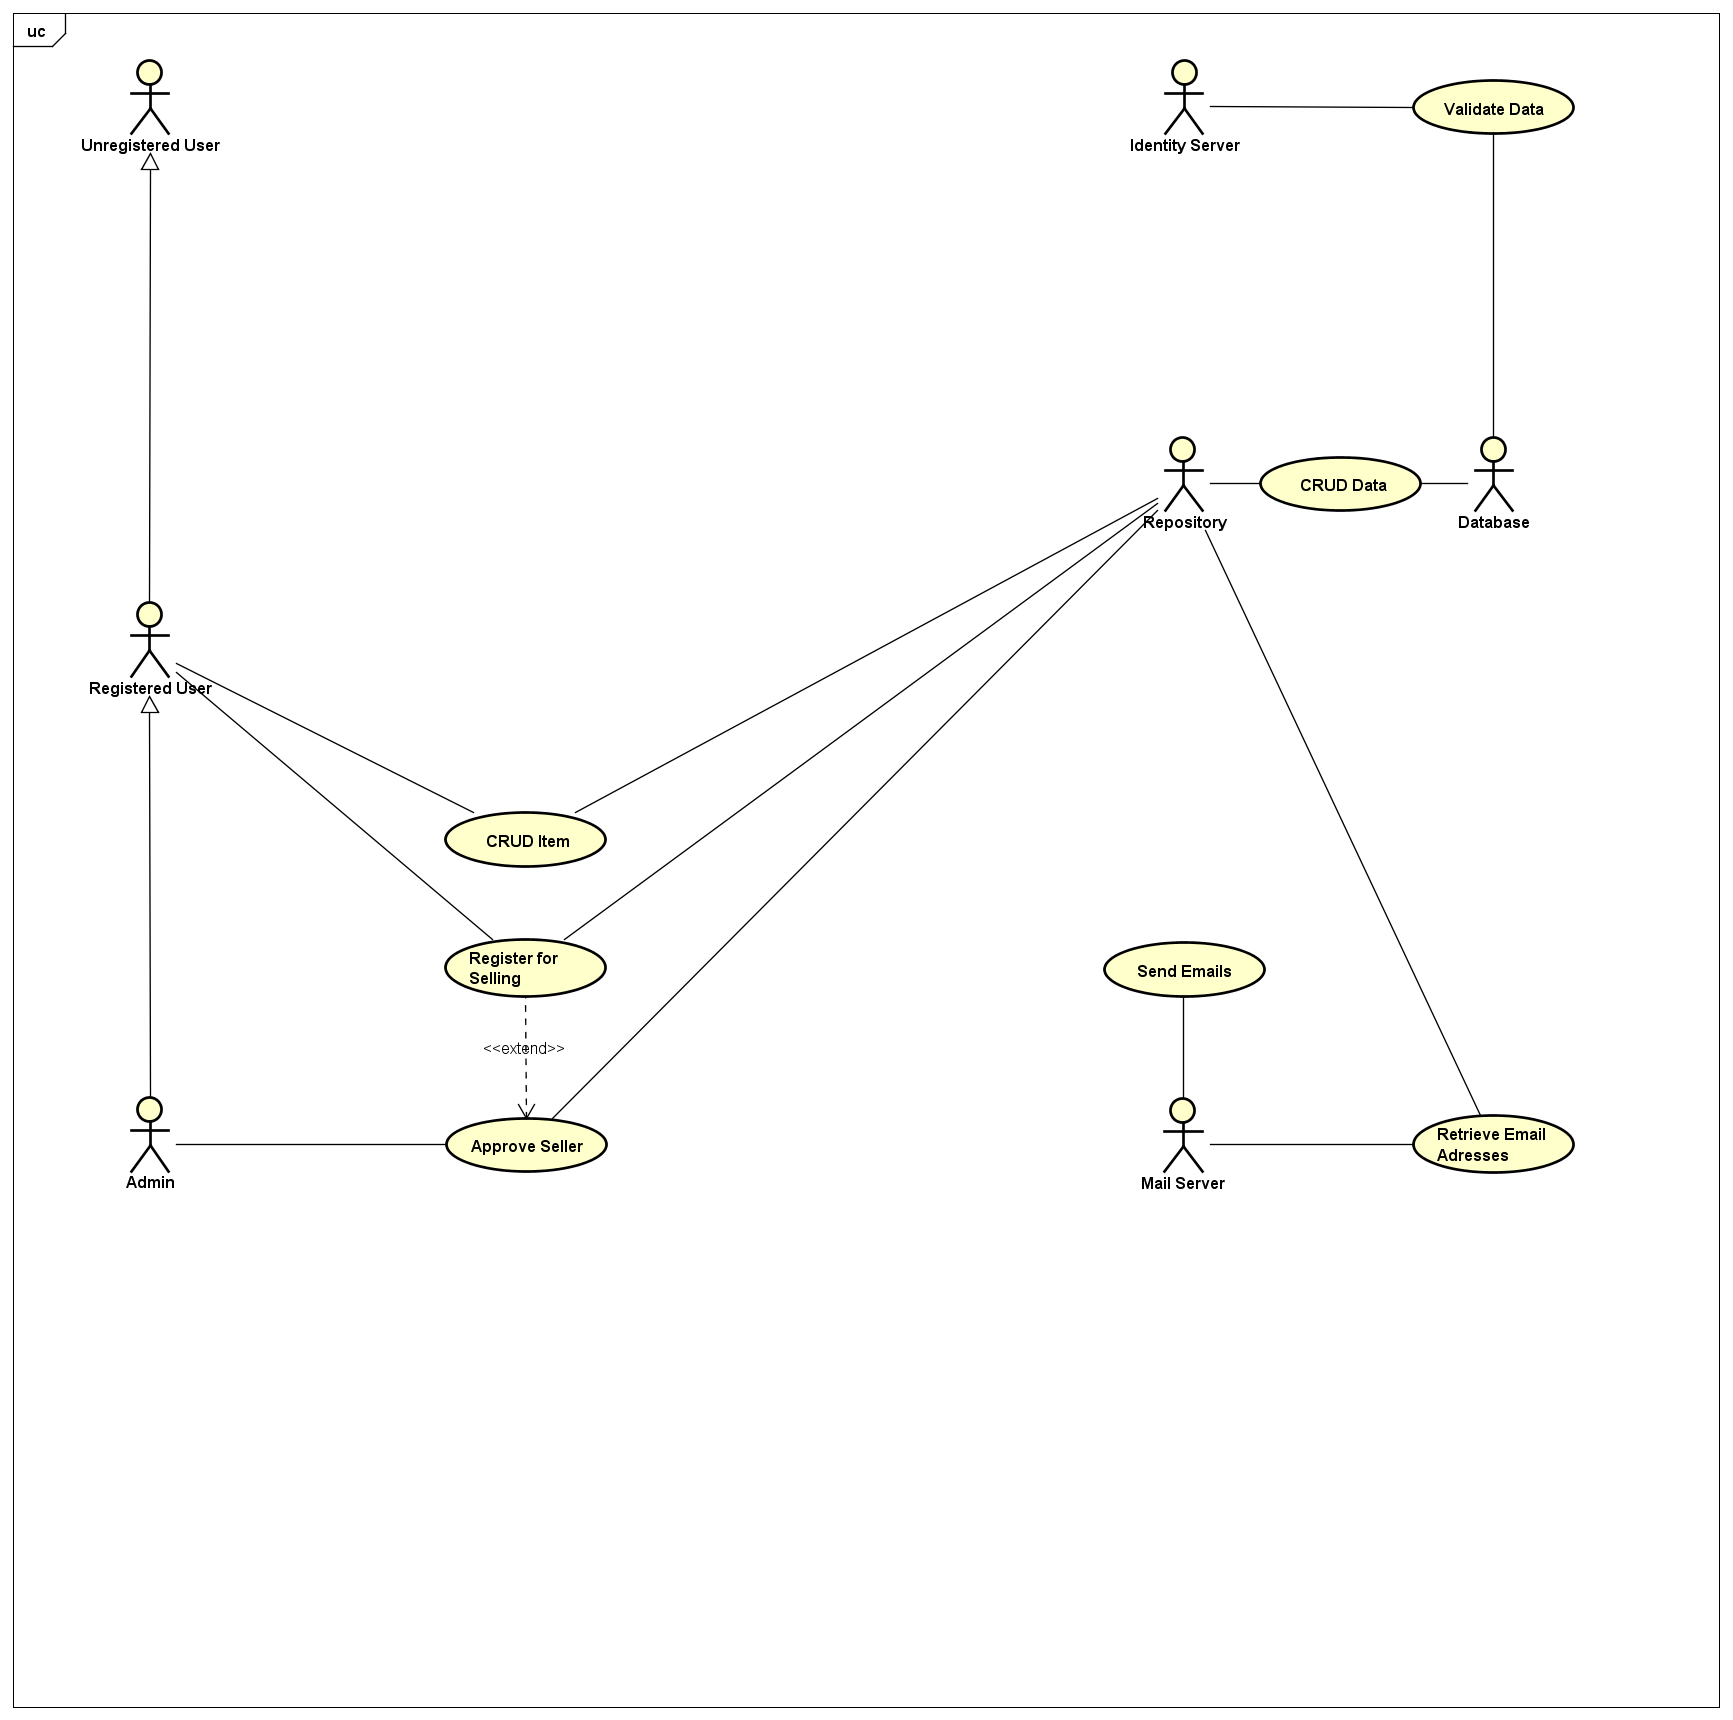 uc
Unregistered User
Identity Server
Validate Data
Repository
CRUD Data
Database
Registered User
CRUD Item
Register for
Selling
Send Emails
<<extend>>
Admin
Approve Seller
Mail Server
Retrieve Email
Adresses